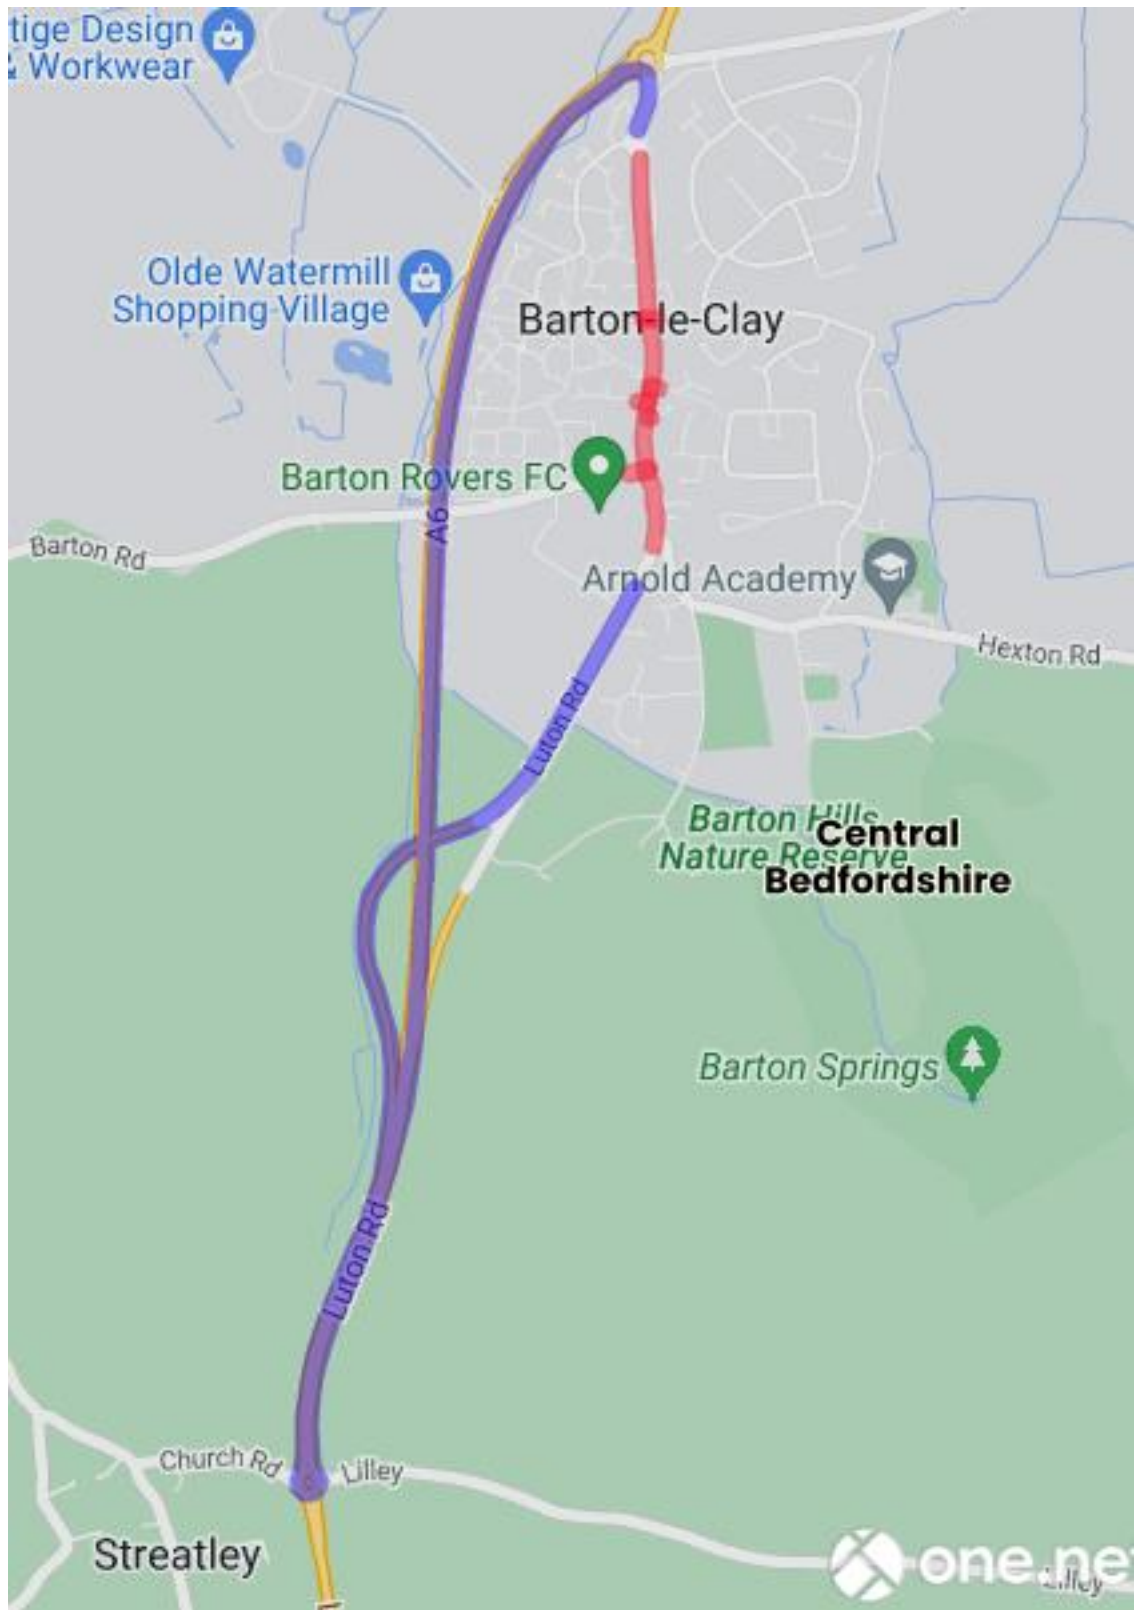 tige Design
& Workwear
Olde Watermill
Shopping Village
Barton-le-Clay
Barton Rovers FC
A6
Barton Rd
Arnold Academy
Hexton Rd
Luton Rd
Barton Hills
Nature Reserve
Central
Bedfordshire
Barton Springs
Luton Rd
Church Rd
Lilley
Streatley
one.net
Lilley